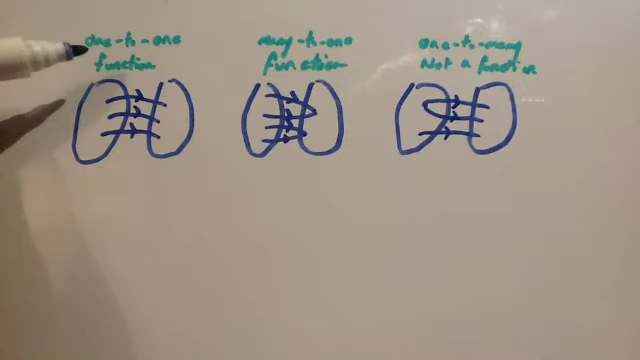 one-to-one
function
many-to-one
function
one-to-many
Not a function